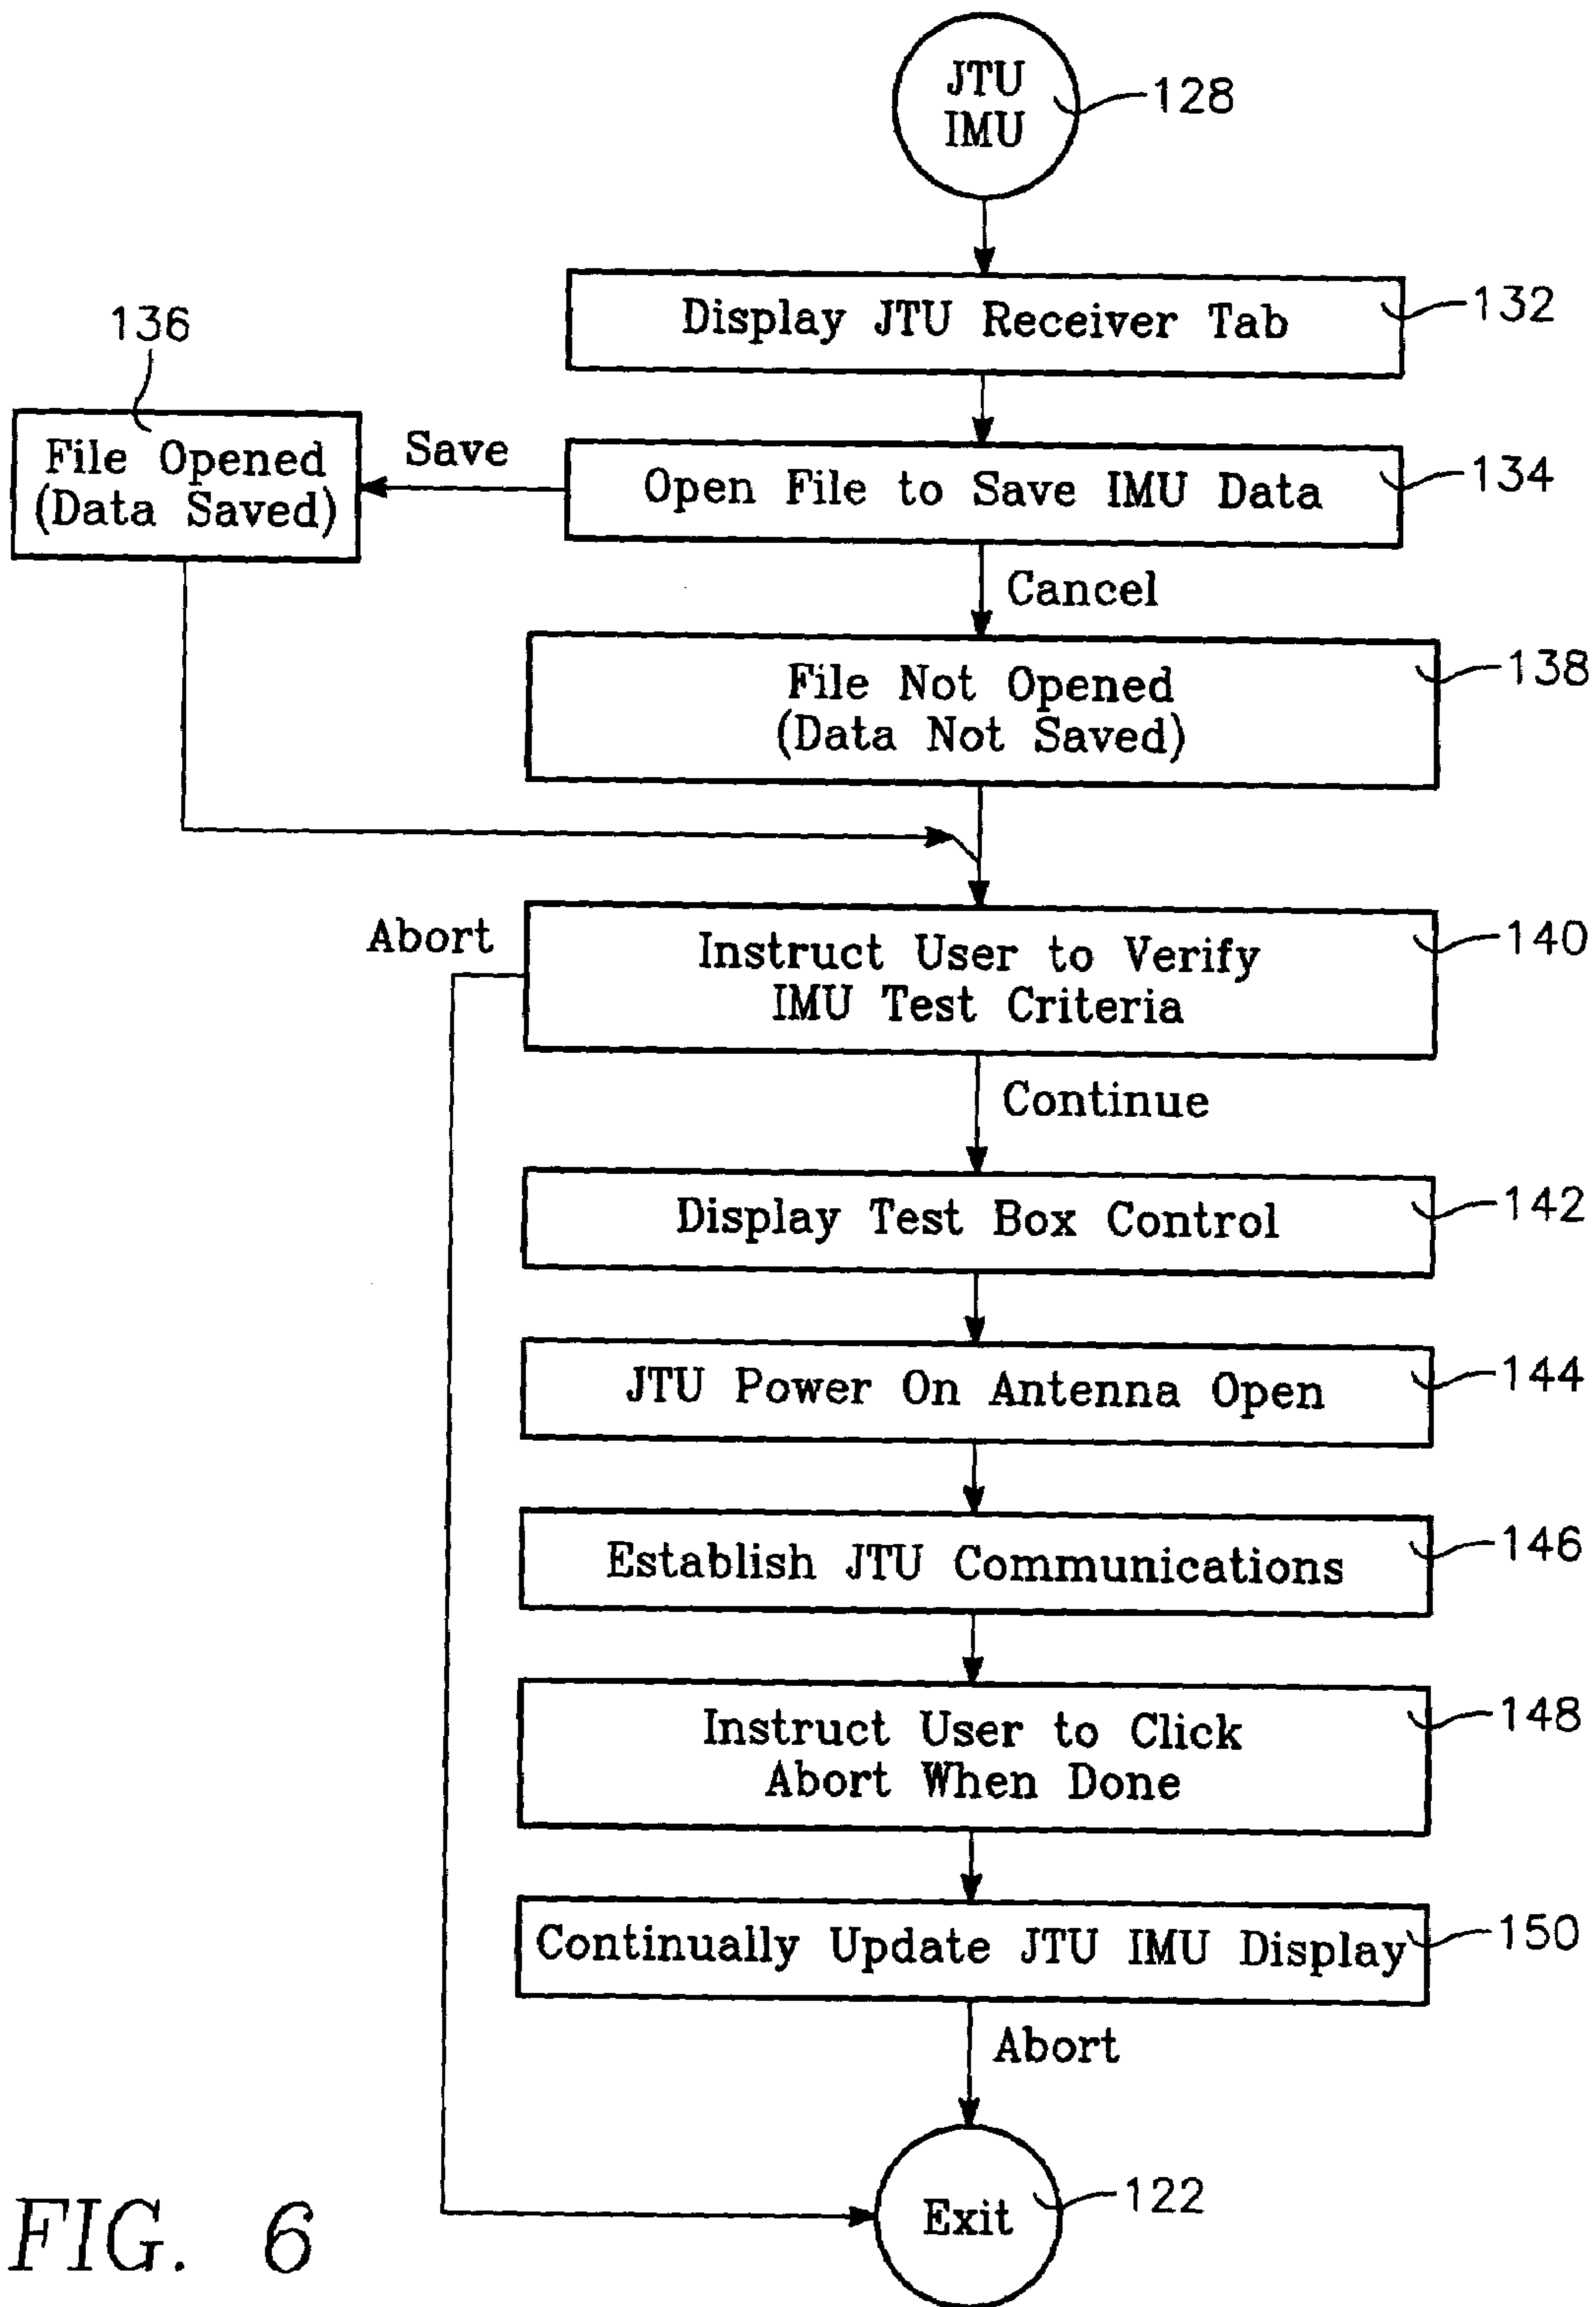 JTU
IMU
128
Display JTU Receiver Tab
132
136
File Opened
(Data Saved)
Save
Open File to Save IMU Data
134
Cancel
File Not Opened
(Data Not Saved)
138
Abort
Instruct User to Verify
IMU Test Criteria
140
Continue
Display Test Box Control
142
JTU Power On Antenna Open
144
Establish JTU Communications
146
Instruct User to Click
Abort When Done
148
Continually Update JTU IMU Display
150
Abort
Exit
122
FIG. 6